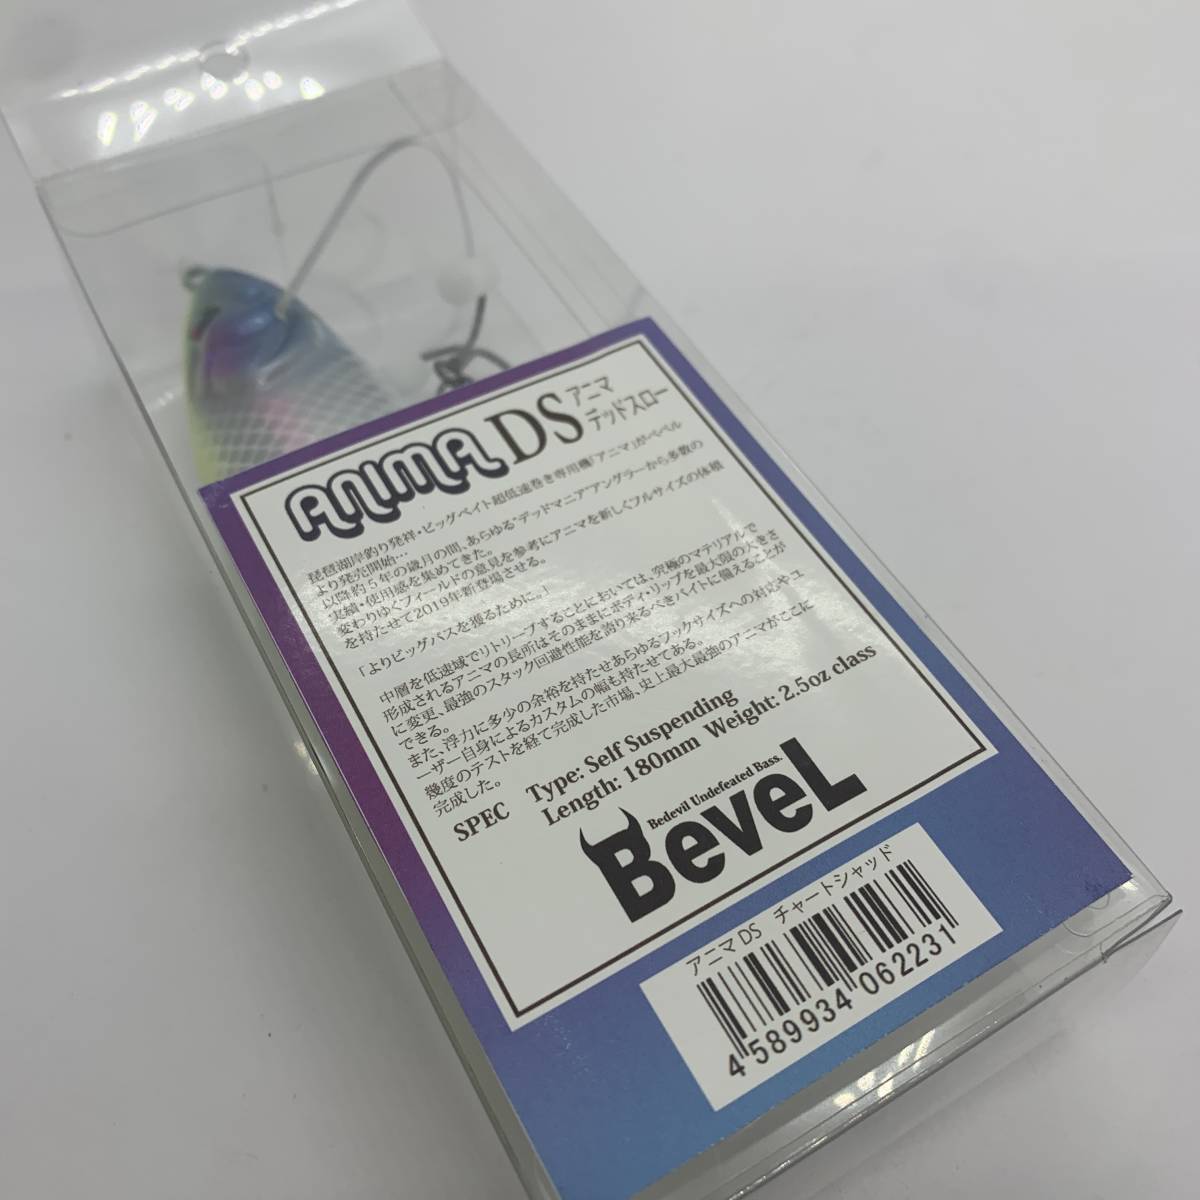 ANIMA DS アニマ
デッドスロー
琵琶湖岸釣り発祥・ビッグベイト超低速巻き専用機「アニマ」がベベル
より発売開始…
以降約5年の歳月の間、あらゆる"デッドマニア"アングラーから多数の
実績・使用感を集めてきた。
変わりゆくフィールドの意見を参考にアニマを新しくフルサイズの体積
を持たせて2019年新登場させる。
「よりビッグバスを獲るために。」
中層を低速域でリトリーブすることにおいては、究極のマテリアルで
形成されるアニマの長所はそのままにボディ・リップを最大限の大きさ
に変更、最強のスタック回避性能を誇り来るべきバイトに備えることが
できる。
また、浮力に多少の余裕を持たせあらゆるフックサイズへの対応やユ
ーザー自身によるカスタムの幅も持たせてある。
幾度のテストを経て完成した市場、史上最大最強のアニマがここに
完成した。
SPEC Type: Self Suspending
Length: 180mm Weight: 2.5oz class
Bedevil Undefeated Bass.
BeveL
アニマ DS チャートシャッド
4 589934 062231